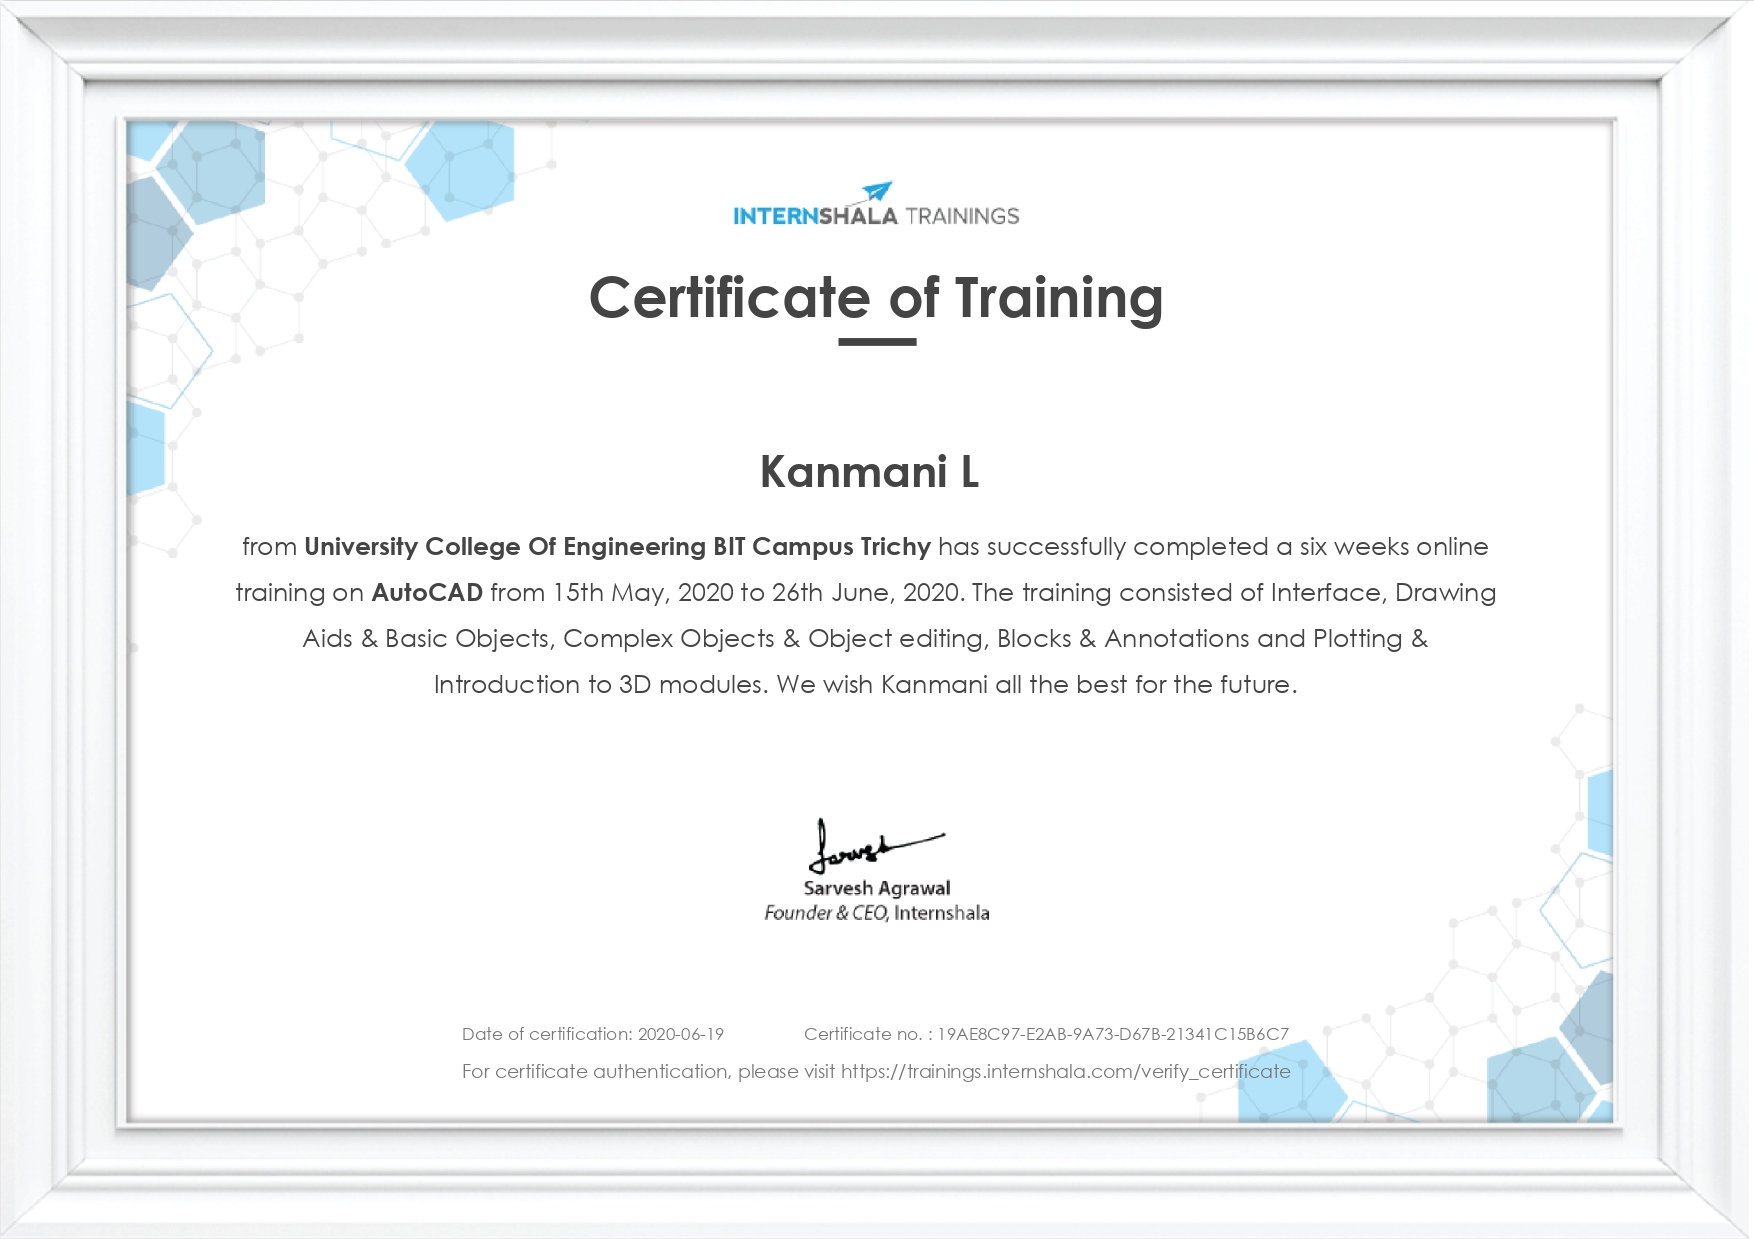 INTERNSHALA TRAININGS
Certificate of Training
Kanmani L
from University College Of Engineering BIT Campus Trichy has successfully completed a six weeks online
training on AutoCAD from 15th May, 2020 to 26th June, 2020. The training consisted of Interface, Drawing
Aids & Basic Objects, Complex Objects & Object editing, Blocks & Annotations and Plotting &
Introduction to 3D modules. We wish Kanmani all the best for the future.
Sarvesh
Sarvesh Agrawal
Founder & CEO, Internshala
Date of certification: 2020-06-19 Certificate no. : 19AE8C97-E2AB-9A73-D67B-21341C15B6C7
For certificate authentication, please visit https://trainings.internshala.com/verify_certificate